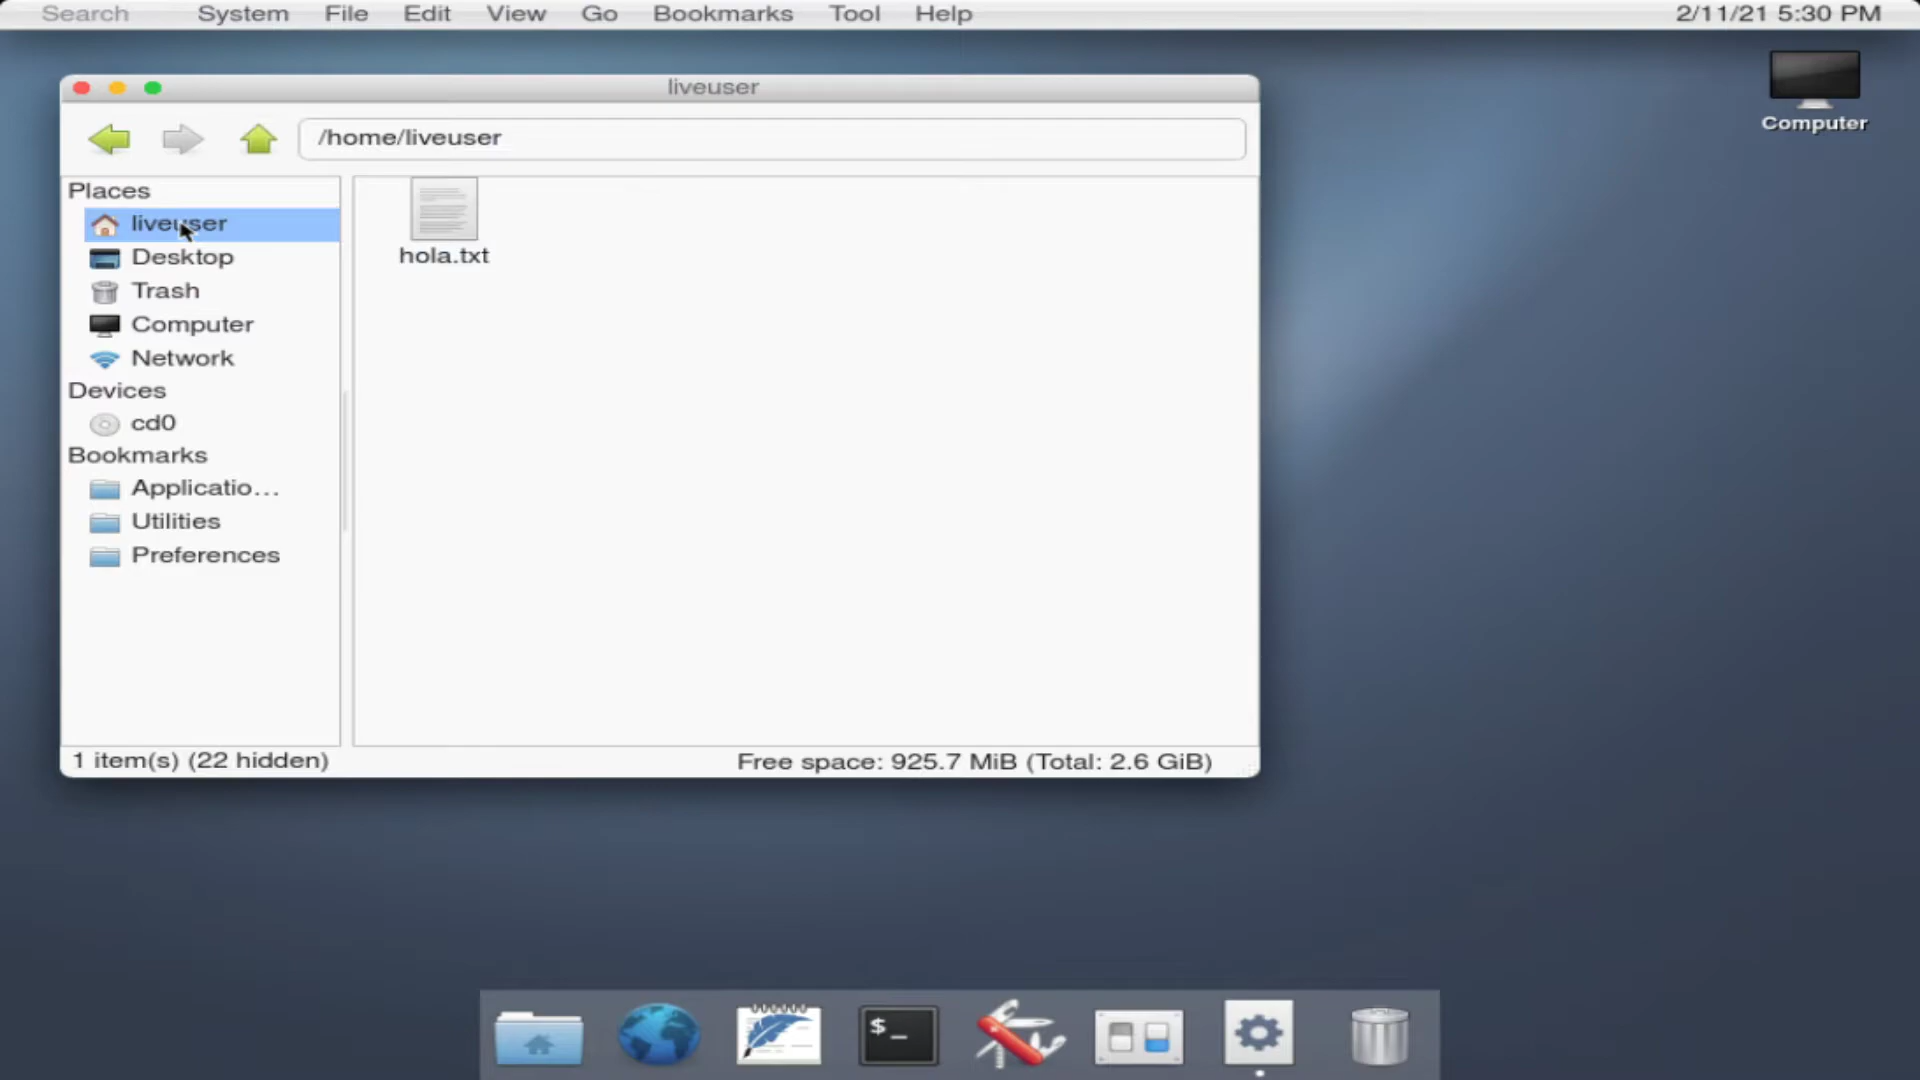 Search System File Edit View Go Bookmarks Tool Help 2/11/21 5:30 PM
Computer
liveuser
/home/liveuser
Places
liveuser
Desktop
Trash
Computer
Network
Devices
cd0
Bookmarks
Applicatio...
Utilities
Preferences
hola.txt
1 item(s) (22 hidden) Free space: 925.7 MiB (Total: 2.6 GiB)
$ _